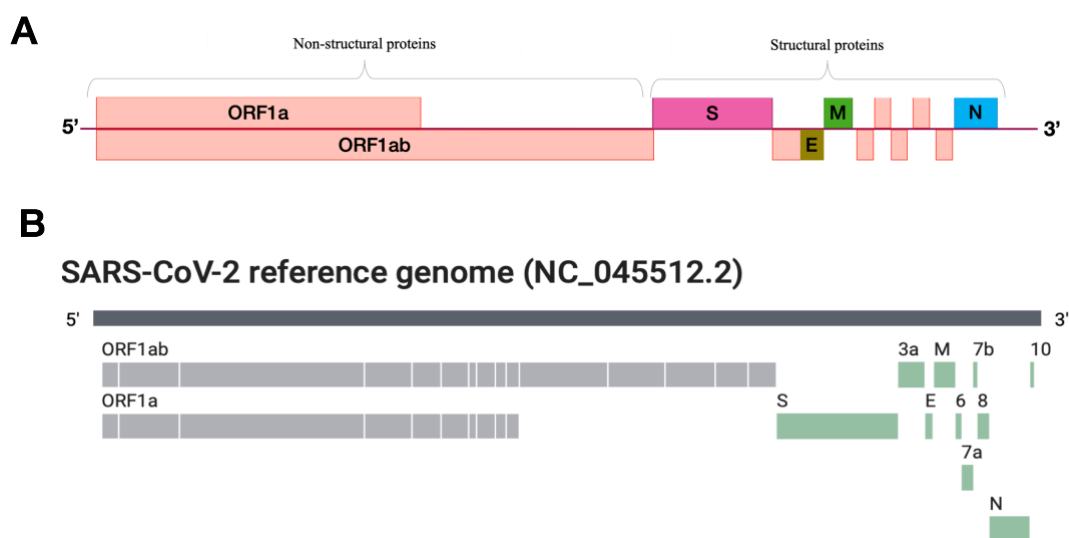 A
Non-structural proteins
Structural proteins
ORF1a
S
M
N
5’
3’
ORF1ab
E
B
SARS-CoV-2 reference genome (NC_045512.2)
5'
3'
ORF1ab
3a
M
7b
10
ORF1a
S
E
6
8
7a
N